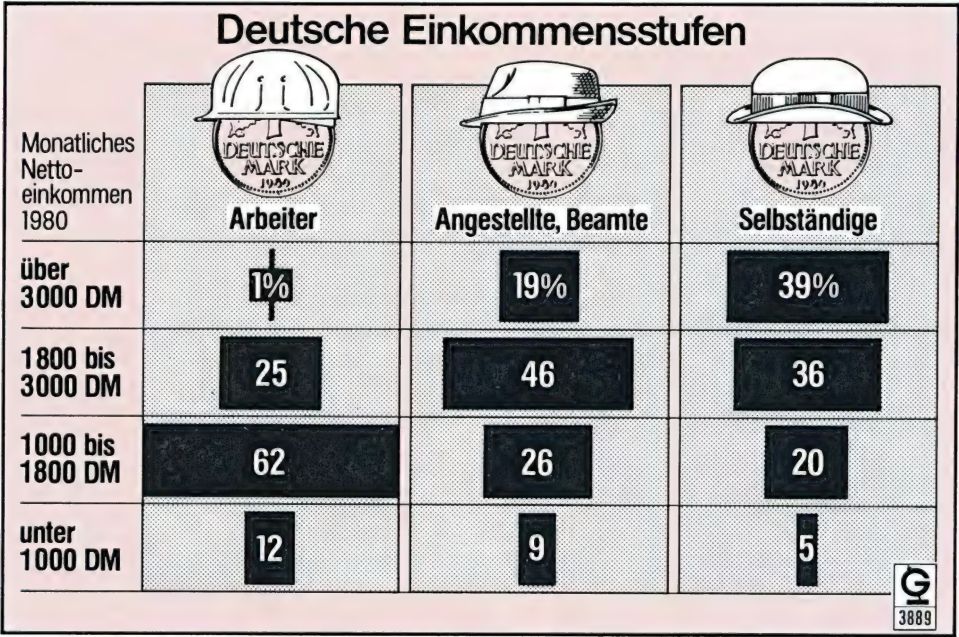 Deutsche Einkommensstufen
Monatliches
Netto-
einkommen
1980
DEUTSCHE
MARK
1980
Arbeiter
DEUTSCHE
MARK
1980
Angestellte, Beamte
DEUTSCHE
MARK
1980
Selbständige
über
3000 DM
1%
19%
39%
1800 bis
3000 DM
25
46
36
1000 bis
1800 DM
62
26
20
unter
1000 DM
12
9
5
G
3889